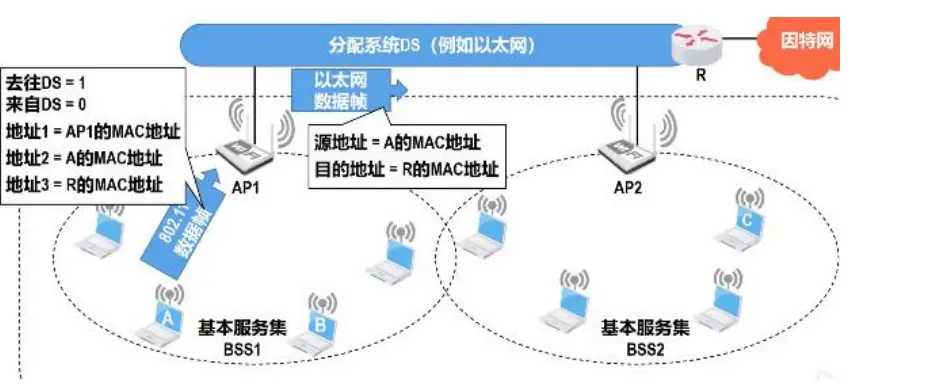 分配系统DS（例如以太网）
因特网
R
去往DS = 1
来自DS = 0
地址1 = AP1的MAC地址
地址2 = A的MAC地址
地址3 = R的MAC地址
以太网
数据帧
源地址 = A的MAC地址
目的地址 = R的MAC地址
AP1
AP2
802.1
数据帧
A
B
C
基本服务集
BSS1
基本服务集
BSS2